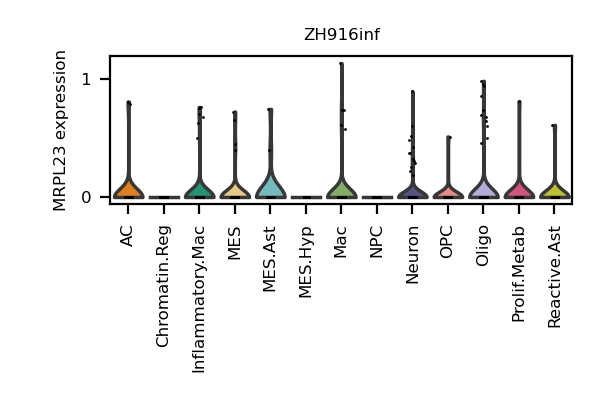 ZH916inf
MRPL23 expression
1
0
AC
Chromatin.Reg
Inflammatory.Mac
MES
MES.Ast
MES.Hyp
Mac
NPC
Neuron
OPC
Oligo
Prolif.Metab
Reactive.Ast